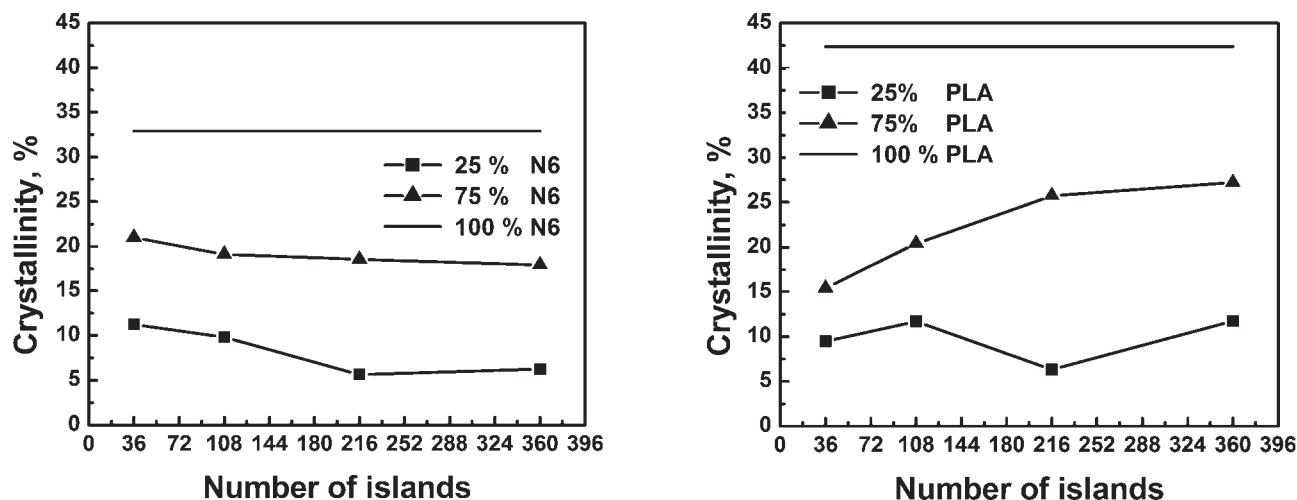 45
40
35
30
25
20
15
10
5
0
Crystallinity, %
25 % N6
75 % N6
100 % N6
0 36 72 108 144 180 216 252 288 324 360 396
Number of islands
45
40
35
30
25
20
15
10
5
0
Crystallinity, %
25% PLA
75% PLA
100 % PLA
0 36 72 108 144 180 216 252 288 324 360 396
Number of islands